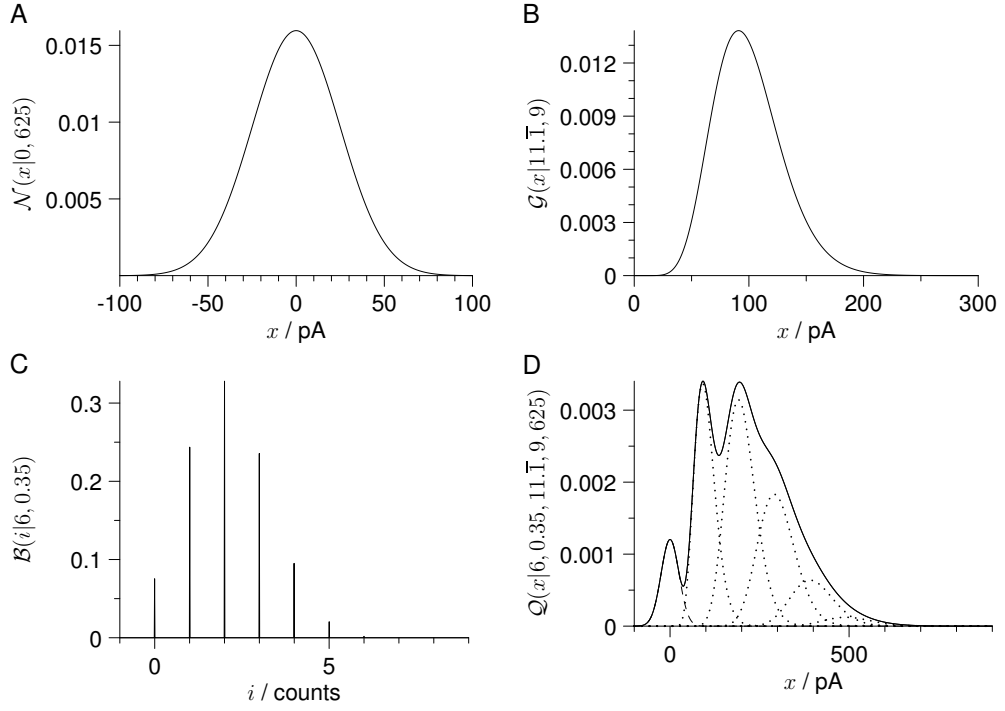 A
0.015
0.01
0.005
𝒩(x|0, 625)
-100 -50 0 50 100
x / pA
B
0.012
0.009
0.006
0.003
0
𝒢(x|11.1̅, 9)
0 100 200 300
x / pA
C
0.3
0.2
0.1
0
ℬ(i|6, 0.35)
0 5
i / counts
D
0.003
0.002
0.001
0
𝒬(x|6, 0.35, 11.1̅, 9, 625)
0 500
x / pA